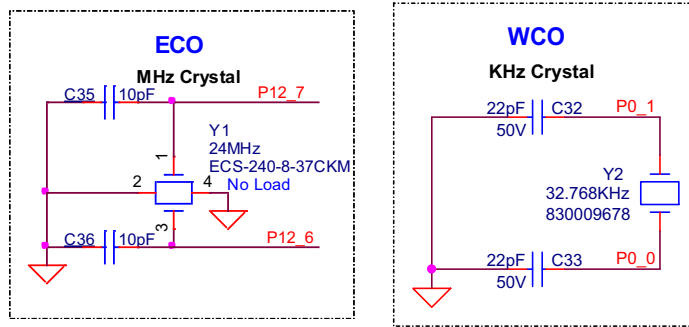 ECO
MHz Crystal
C35 10pF P12_7
Y1
24MHz
ECS-240-8-37CKM
No Load
1
2 4
3
C36 10pF P12_6
WCO
KHz Crystal
22pF C32 P0_1
50V
Y2
32.768KHz
830009678
22pF C33 P0_0
50V